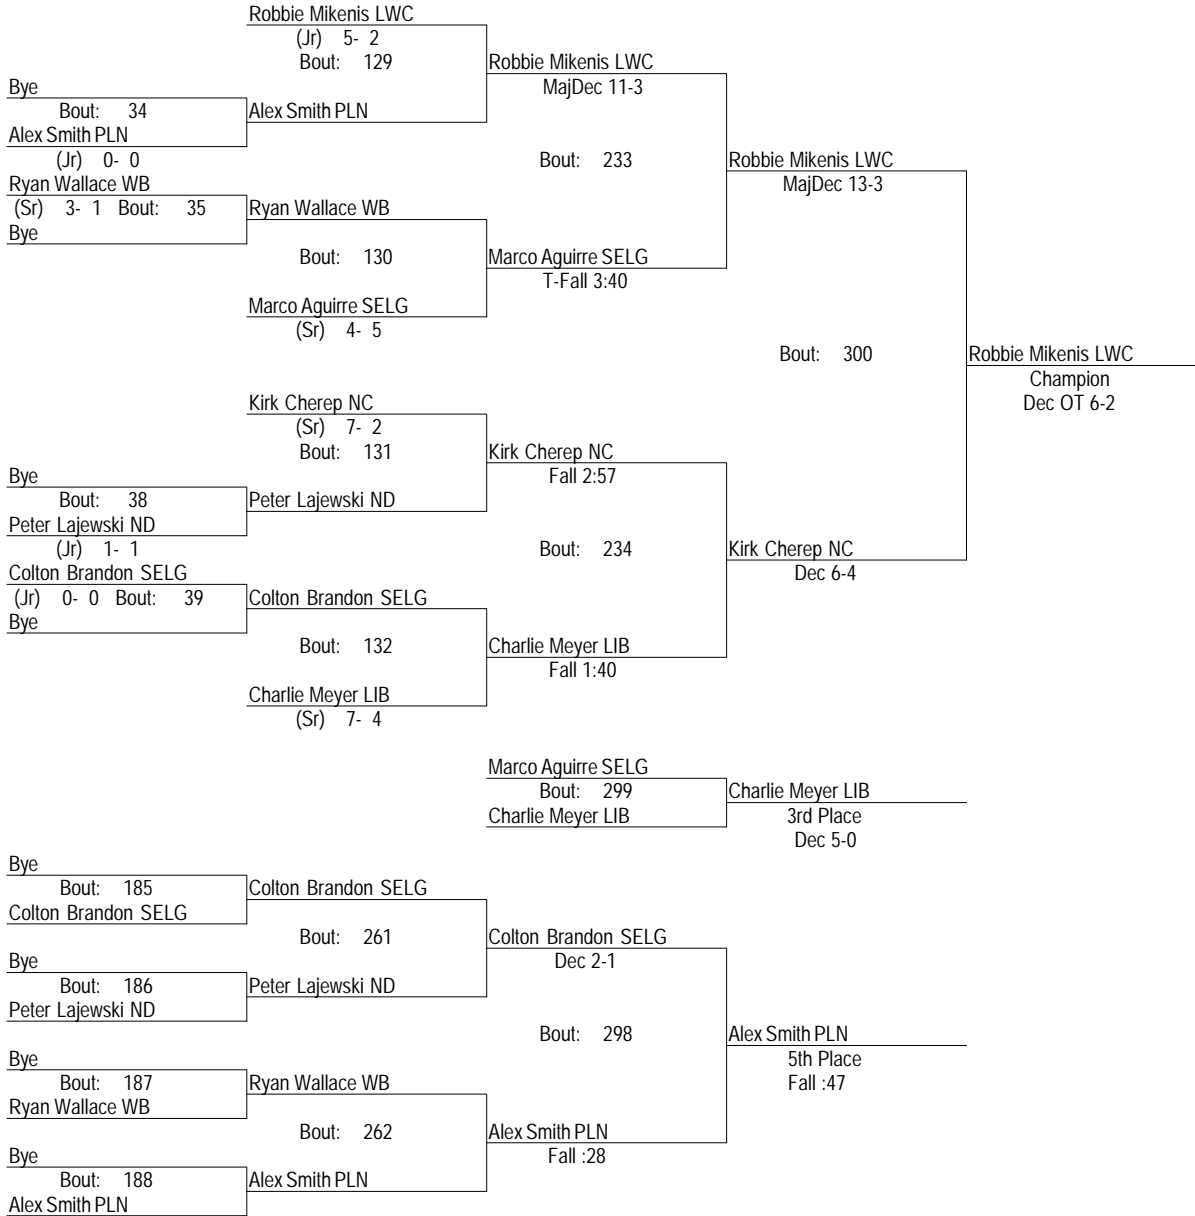 Robbie Mikenis LWC
(Jr) 5- 2
Bout: 129 Robbie Mikenis LWC
Bye MajDec 11-3
Bout: 34 Alex Smith PLN
Alex Smith PLN
(Jr) 0- 0 Bout: 233 Robbie Mikenis LWC
Ryan Wallace WB MajDec 13-3
(Sr) 3- 1 Bout: 35 Ryan Wallace WB
Bye
Bout: 130 Marco Aguirre SELG
T-Fall 3:40
Marco Aguirre SELG
(Sr) 4- 5
Bout: 300 Robbie Mikenis LWC
Champion
Dec OT 6-2
Kirk Cherep NC
(Sr) 7- 2
Bout: 131 Kirk Cherep NC
Bye Fall 2:57
Bout: 38 Peter Lajewski ND
Peter Lajewski ND
(Jr) 1- 1 Bout: 234 Kirk Cherep NC
Colton Brandon SELG Dec 6-4
(Jr) 0- 0 Bout: 39 Colton Brandon SELG
Bye
Bout: 132 Charlie Meyer LIB
Fall 1:40
Charlie Meyer LIB
(Sr) 7- 4
Marco Aguirre SELG
Bout: 299 Charlie Meyer LIB
Charlie Meyer LIB 3rd Place
Dec 5-0
Bye
Bout: 185 Colton Brandon SELG
Colton Brandon SELG
Bout: 261 Colton Brandon SELG
Bye Dec 2-1
Bout: 186 Peter Lajewski ND
Peter Lajewski ND
Bout: 298 Alex Smith PLN
Bye 5th Place
Bout: 187 Ryan Wallace WB Fall :47
Ryan Wallace WB
Bout: 262 Alex Smith PLN
Bye Fall :28
Bout: 188 Alex Smith PLN
Alex Smith PLN